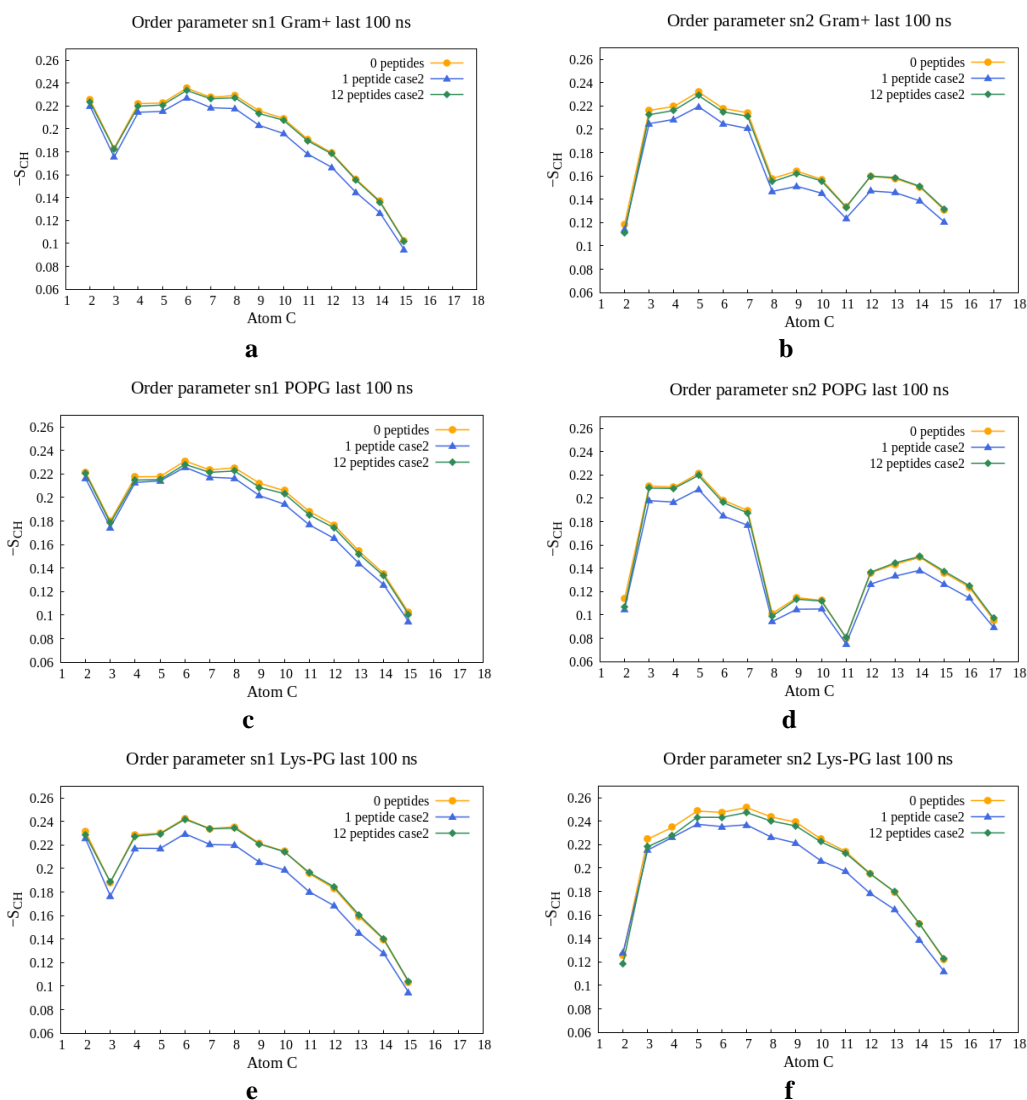 Order parameter sn1 Gram+ last 100 ns
0.26
0.24
0.22
0.2
0.18
0.16
0.14
0.12
0.1
0.08
0.06
−SCH
0 peptides
1 peptide case2
12 peptides case2
1 2 3 4 5 6 7 8 9 10 11 12 13 14 15 16 17 18
Atom C
a
Order parameter sn2 Gram+ last 100 ns
0.26
0.24
0.22
0.2
0.18
0.16
0.14
0.12
0.1
0.08
0.06
−SCH
0 peptides
1 peptide case2
12 peptides case2
1 2 3 4 5 6 7 8 9 10 11 12 13 14 15 16 17 18
Atom C
b
Order parameter sn1 POPG last 100 ns
0.26
0.24
0.22
0.2
0.18
0.16
0.14
0.12
0.1
0.08
0.06
−SCH
0 peptides
1 peptide case2
12 peptides case2
1 2 3 4 5 6 7 8 9 10 11 12 13 14 15 16 17 18
Atom C
c
Order parameter sn2 POPG last 100 ns
0.26
0.24
0.22
0.2
0.18
0.16
0.14
0.12
0.1
0.08
0.06
−SCH
0 peptides
1 peptide case2
12 peptides case2
1 2 3 4 5 6 7 8 9 10 11 12 13 14 15 16 17 18
Atom C
d
Order parameter sn1 Lys-PG last 100 ns
0.26
0.24
0.22
0.2
0.18
0.16
0.14
0.12
0.1
0.08
0.06
−SCH
0 peptides
1 peptide case2
12 peptides case2
1 2 3 4 5 6 7 8 9 10 11 12 13 14 15 16 17 18
Atom C
e
Order parameter sn2 Lys-PG last 100 ns
0.26
0.24
0.22
0.2
0.18
0.16
0.14
0.12
0.1
0.08
0.06
−SCH
0 peptides
1 peptide case2
12 peptides case2
1 2 3 4 5 6 7 8 9 10 11 12 13 14 15 16 17 18
Atom C
f